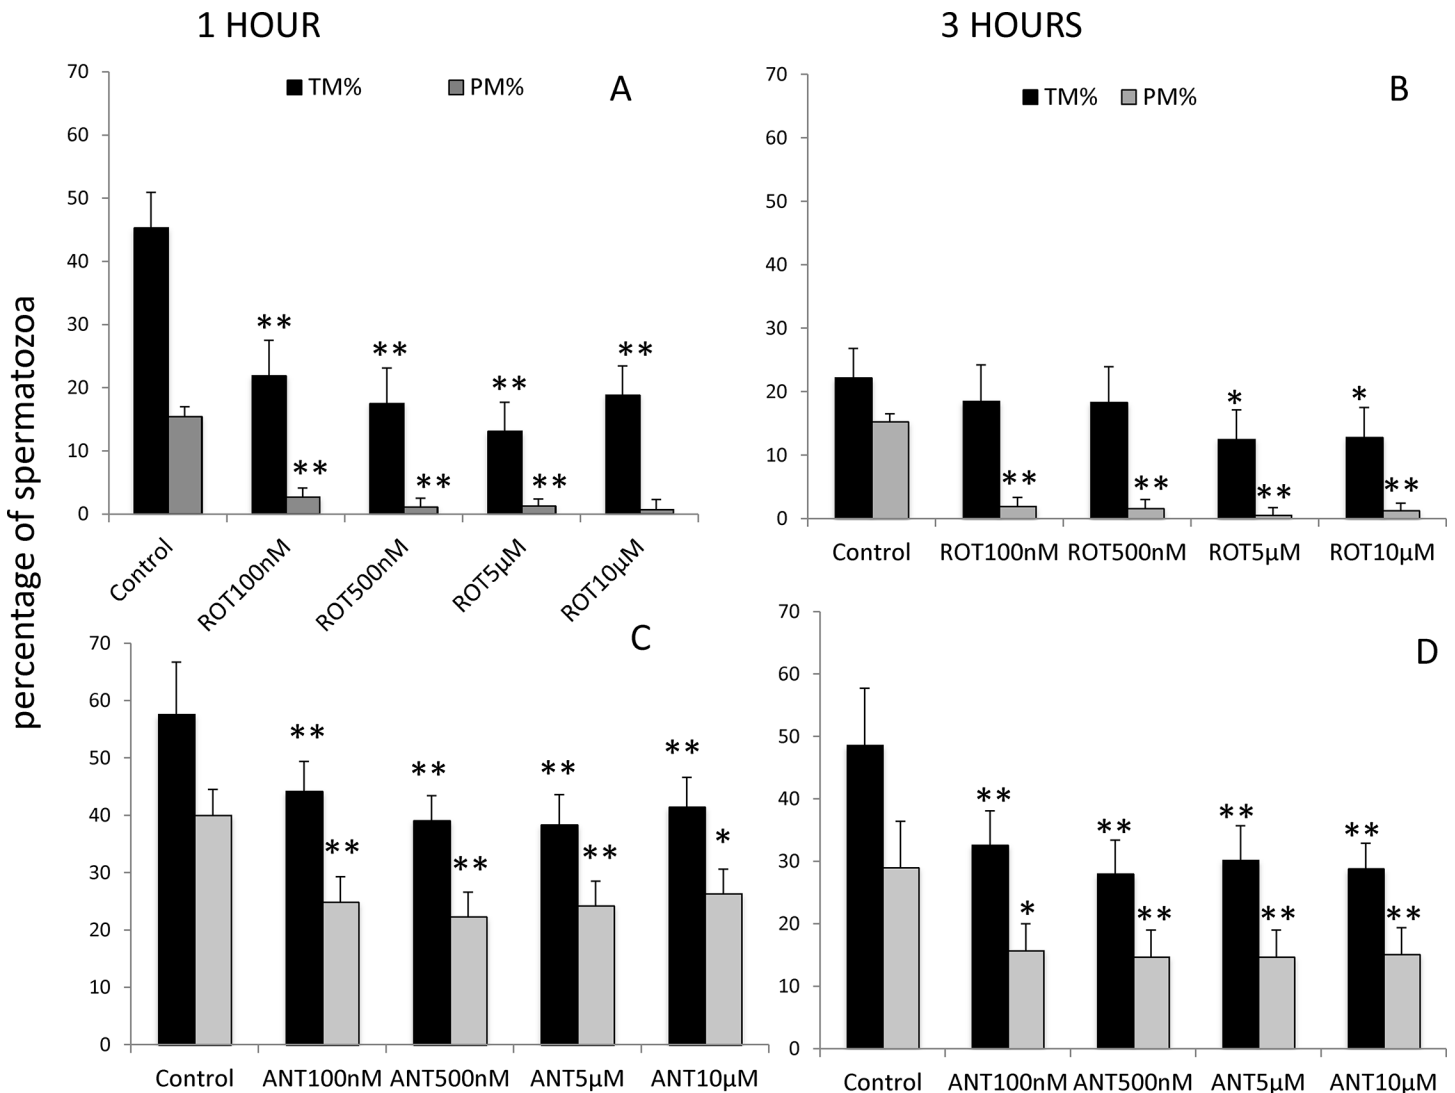 1 HOUR
3 HOURS
percentage of spermatozoa
A
TM% PM%
70
60
50
40
30
20
10
0
** ** ** **
** ** **
Control ROT100nM ROT500nM ROT5µM ROT10µM
B
TM% PM%
70
60
50
40
30
20
10
0
* *
** ** ** **
Control ROT100nM ROT500nM ROT5µM ROT10µM
C
70
60
50
40
30
20
10
0
** ** ** **
** ** ** *
Control ANT100nM ANT500nM ANT5µM ANT10µM
D
70
60
50
40
30
20
10
0
** ** ** **
* ** ** **
Control ANT100nM ANT500nM ANT5µM ANT10µM